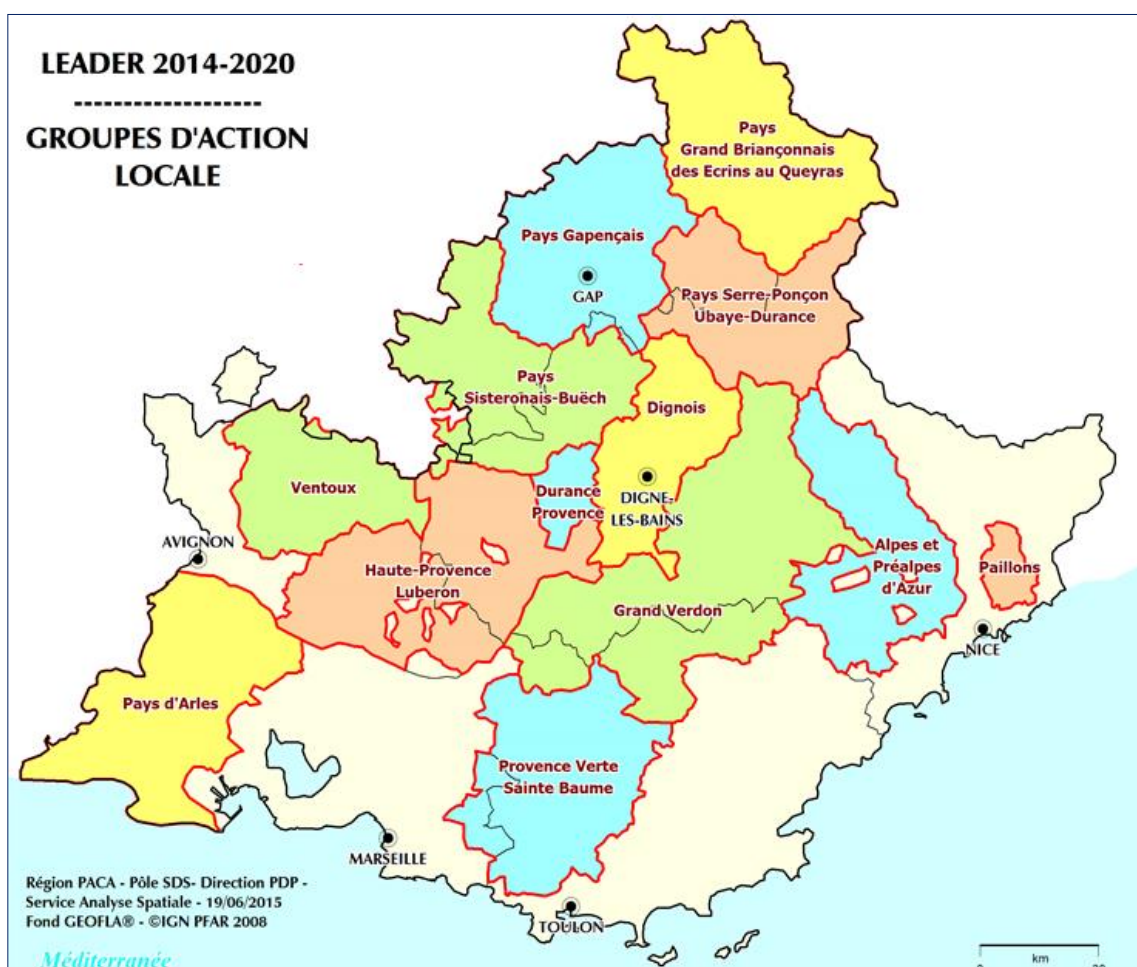 LEADER 2014-2020
-------------------
GROUPES D'ACTION
LOCALE
Pays
Grand Briançonnais
des Ecrins au Queyras
Pays Gapençais
GAP
Pays Serre-Ponçon
Ubaye-Durance
Pays
Sisteronais-Buëch
Dignois
Ventoux
Durance
Provence
DIGNE-
LES-BAINS
AVIGNON
Haute-Provence
Luberon
Alpes et
Préalpes
d'Azur
Paillons
Grand Verdon
NICE
Pays d'Arles
Provence Verte
Sainte Baume
MARSEILLE
TOULON
Région PACA - Pôle SDS- Direction PDP -
Service Analyse Spatiale - 19/06/2015
Fond GEOFLA® - ©IGN PFAR 2008
Méditerranée
km